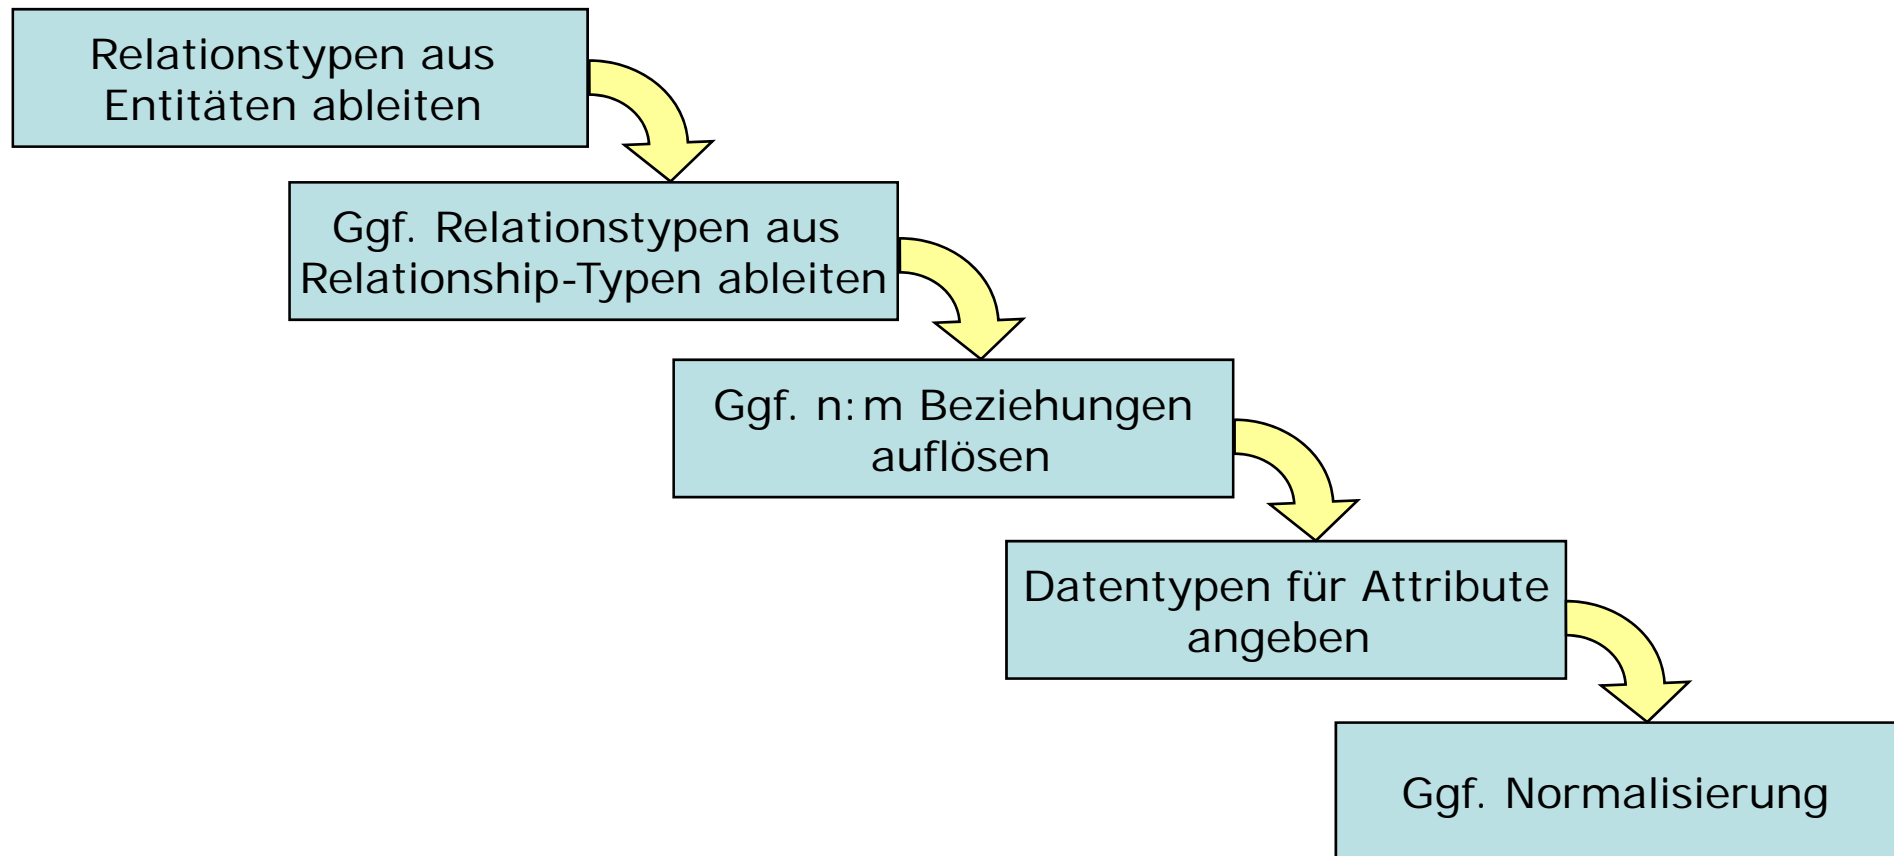 Relationstypen aus
Entitäten ableiten
Ggf. Relationstypen aus
Relationship-Typen ableiten
Ggf. n:m Beziehungen
auflösen
Datentypen für Attribute
angeben
Ggf. Normalisierung